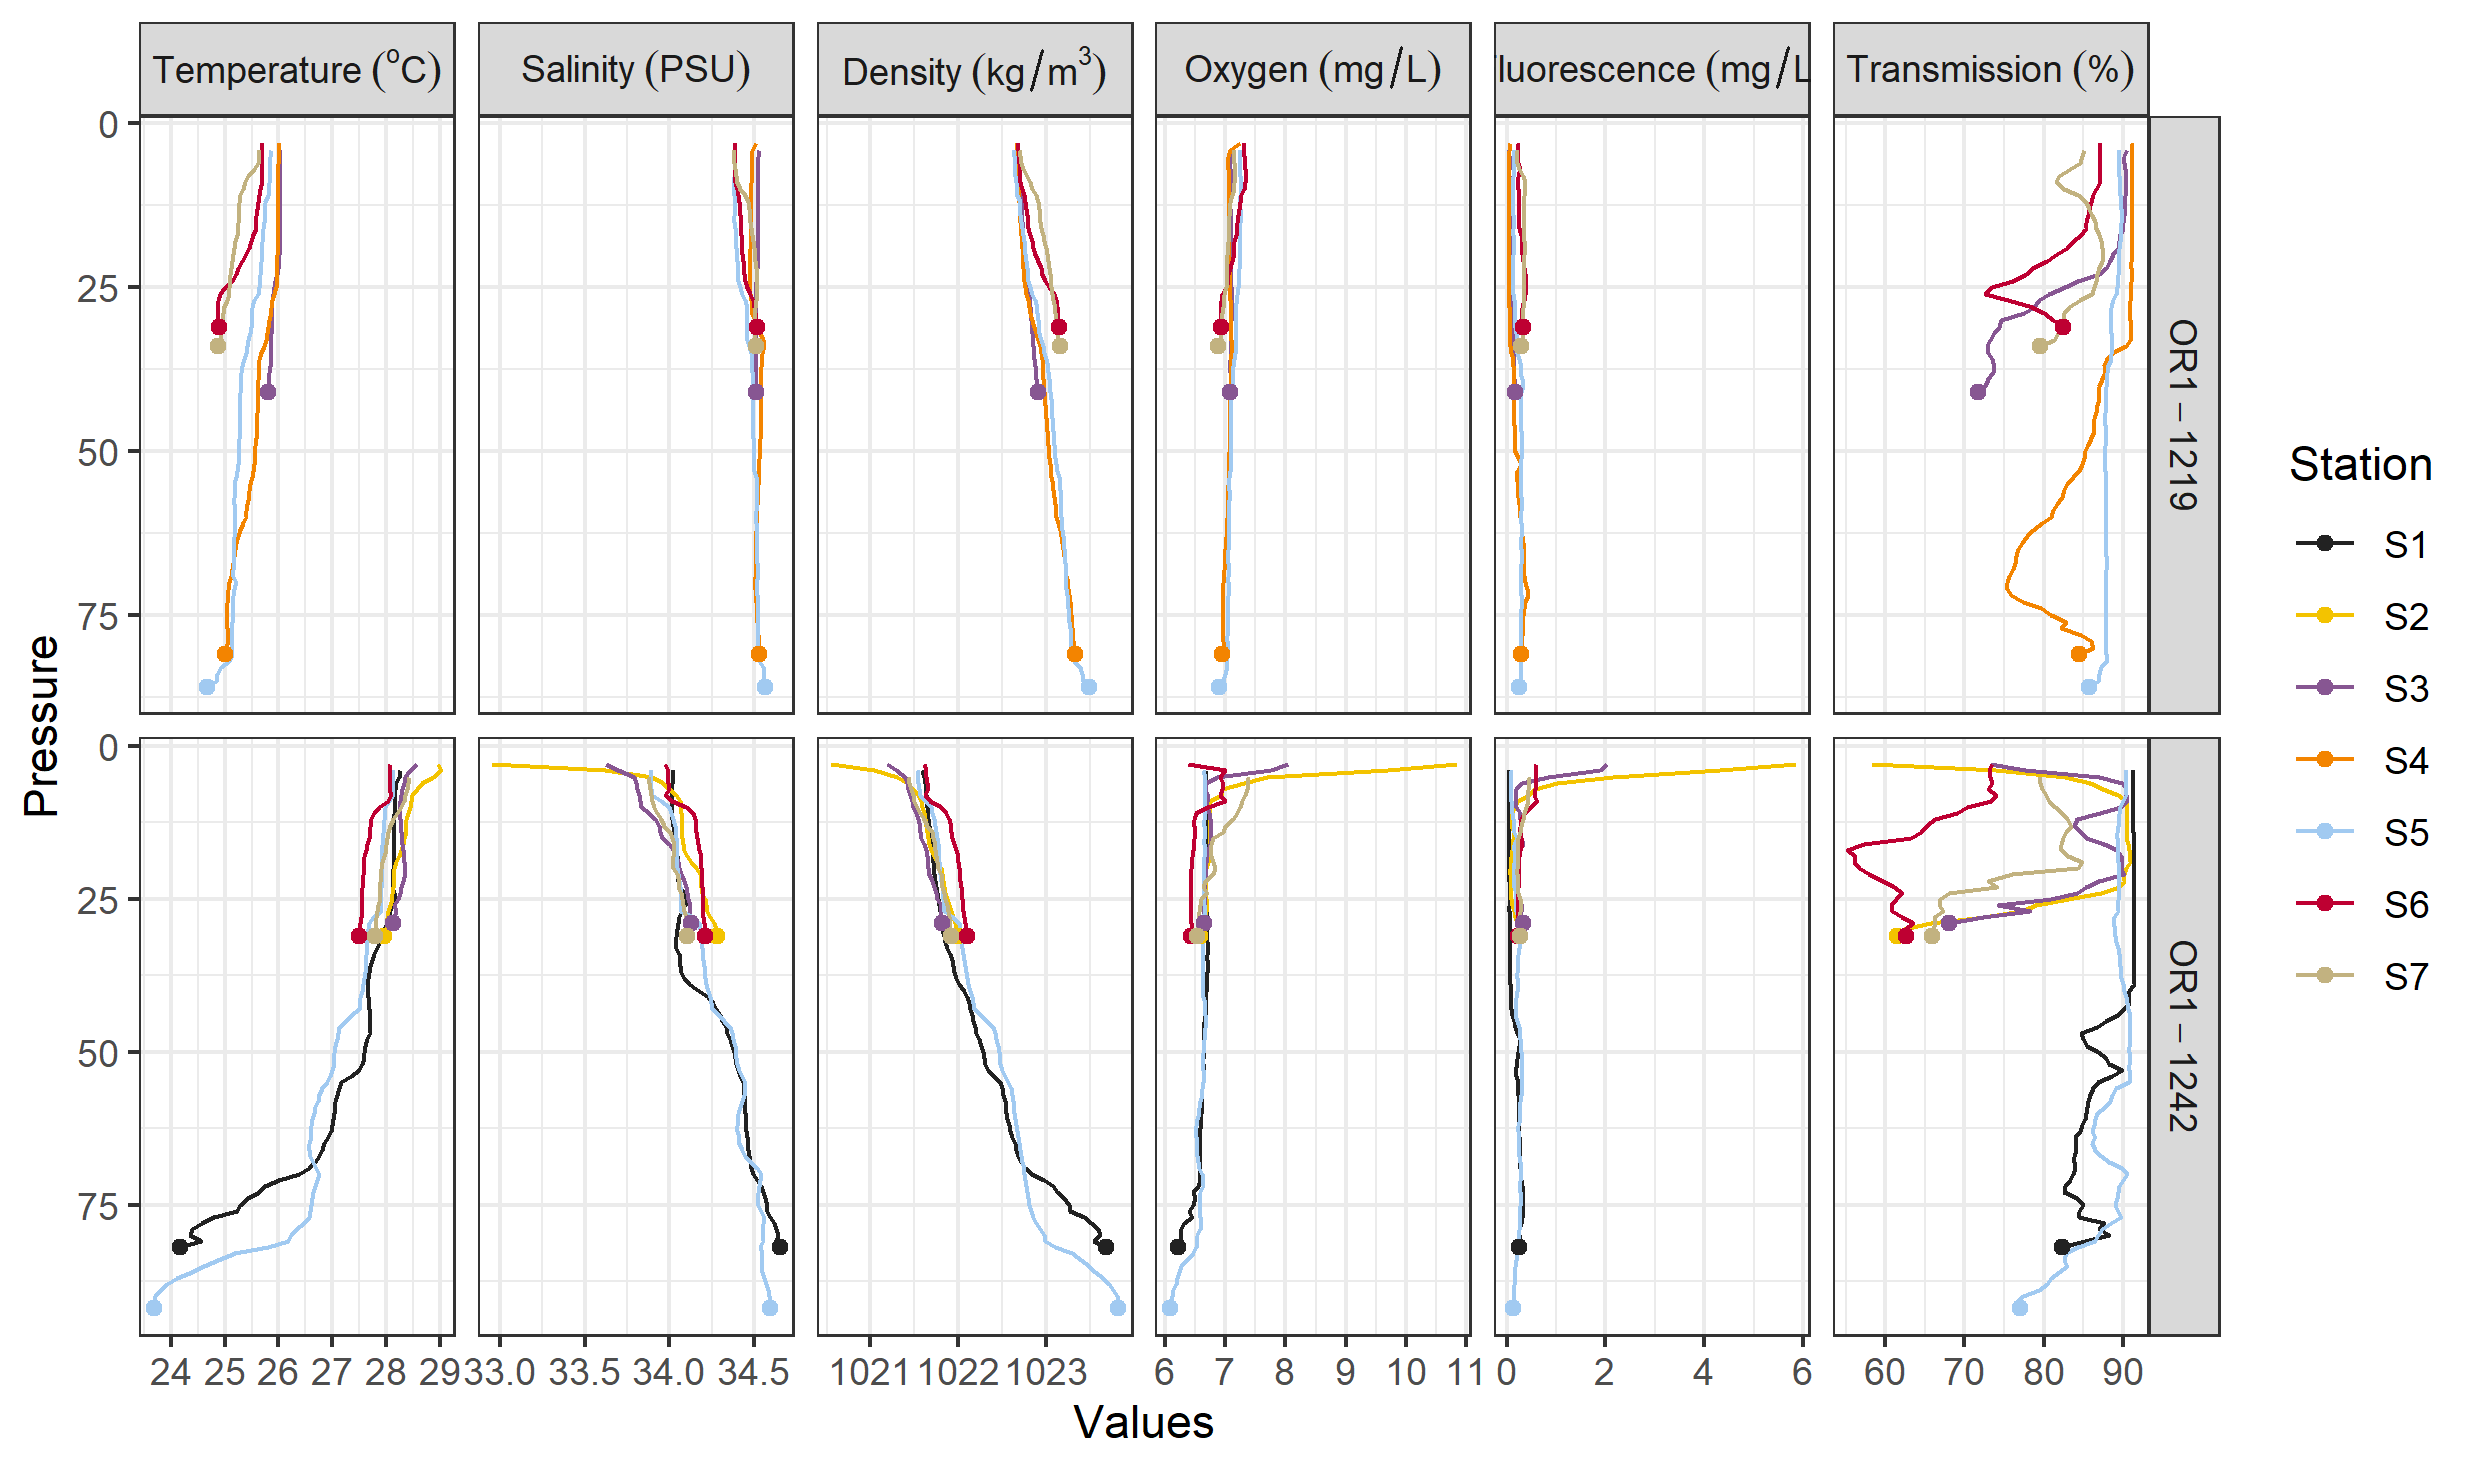 Temperature (°C) Salinity (PSU) Density (kg/m³) Oxygen (mg/L) luorescence (mg/L Transmission (%)
0
25
50
75
OR1−1219
0
25
50
75
OR1−1242
Pressure
24 25 26 27 28 29 33.0 33.5 34.0 34.5 1021 1022 1023 6 7 8 9 10 11 0 2 4 6 60 70 80 90
Values
Station
S1
S2
S3
S4
S5
S6
S7